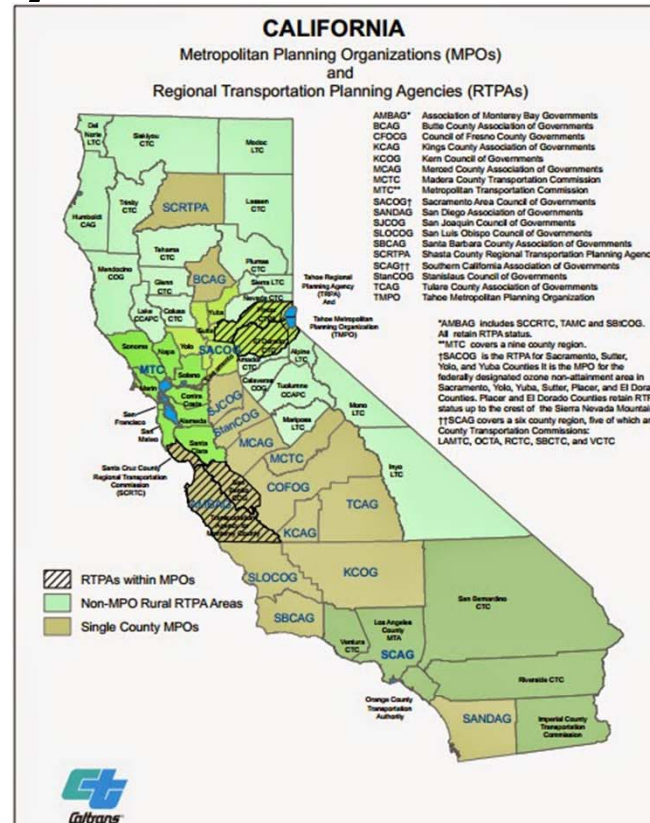 CALIFORNIA
Metropolitan Planning Organizations (MPOs)
and
Regional Transportation Planning Agencies (RTPAs)
AMBAG* Association of Monterey Bay Governments
BCAG Butte County Association of Governments
CFOCG Council of Fresno County Governments
KCAG Kings County Association of Governments
KCOG Kern Council of Governments
MCAG Merced County Association of Governments
MCTC Madera County Transportation Commission
MTC** Metropolitan Transportation Commission
SACOG† Sacramento Area Council of Governments
SANDAG San Diego Association of Governments
SJCOG San Joaquin Council of Governments
SLOCOG San Luis Obispo Council of Governments
SBCAG Santa Barbara County Association of Governments
SCRTPA Shasta County Regional Transportation Planning Agenc
SCAG†† Southern California Association of Governments
StanCOG Stanislaus Council of Governments
TCAG Tulare County Association of Governments
TMPO Tahoe Metropolitan Planning Organization
*AMBAG includes SCCRTC, TAMC and SBtCOG.
All retain RTPA status.
**MTC covers a nine county region.
†SACOG is the RTPA for Sacramento, Sutter,
Yolo, and Yuba Counties It is the MPO for the
federally designated ozone non-attainment area in
Sacramento, Yolo, Yuba, Sutter, Placer, and El Dora
Counties. Placer and El Dorado Counties retain RT
status up to the crest of the Sierra Nevada Mountai
††SCAG covers a six county region, five of which a
County Transportation Commissions:
LAMTC, OCTA, RCTC, SBCTC, and VCTC
Del
Norte
LTC
Siskiyou
CTC
Modoc
LTC
Humboldt
CAG
Trinity
CTC
SCRTPA
Lassen
CTC
Tehama
CTC
Plumas
CTC
Mendocino
COG
Glenn
CTC
BCAG
Sierra LTC
Nevada CTC
Tahoe Regional
Planning Agency
(TRPA)
And
Tahoe Metropolitan
Planning Organization
(TMPO)
Lake
CCAPC
Colusa
CTC
Yuba
Sutter
Sonoma
Napa
Yolo
SACOG
El Dorado
Amador
CTC
Alpine
LTC
MTC
Solano
Marin
Contra
Costa
Calaveras
COG
Tuolumne
CCAPC
Mono
LTC
San
Francisco
Alameda
SJCOG
StanCOG
Mariposa
LTC
San
Mateo
Santa
Clara
MCAG
MCTC
Inyo
LTC
Santa Cruz County
Regional Transportation
Commission
(SCRTC)
COFOG
TCAG
AMBAG
Monterey County
KCAG
SLOCOG
KCOG
San Bernardino
CTC
SBCAG
Ventura
CTC
Los Angeles
County
MTA
SCAG
Riverside CTC
Orange County
Transportation
Authority
SANDAG
Imperial County
Transportation
Commission
RTPAs within MPOs
Non-MPO Rural RTPA Areas
Single County MPOs
Caltrans